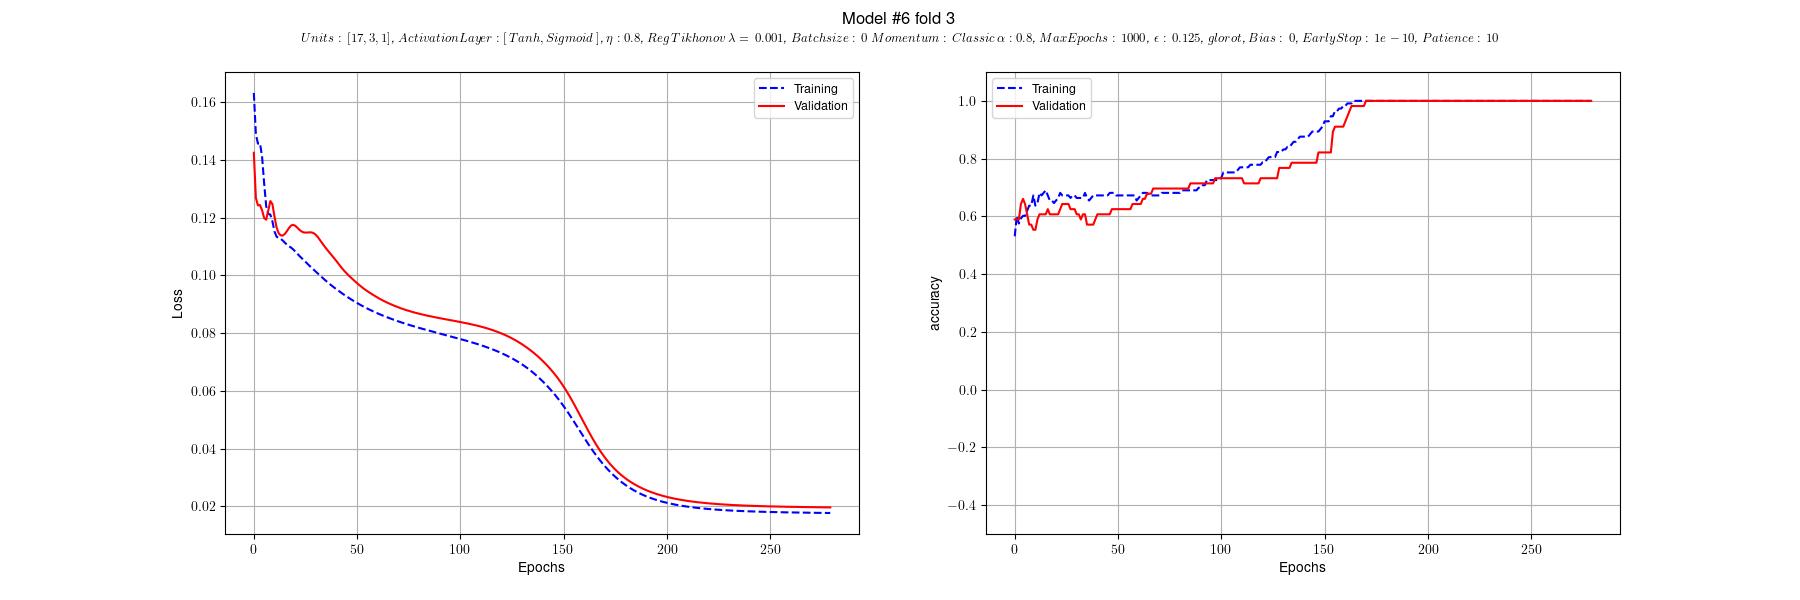 Model #6 fold 3
Units : [17, 3, 1], ActivationLayer : [ Tanh, Sigmoid ], η : 0.8, RegTikhonov λ = 0.001, Batchsize : 0 Momentum : Classic α : 0.8, MaxEpochs : 1000, ϵ : 0.125, glorot, Bias : 0, EarlyStop : 1e − 10, Patience : 10
Training
Validation
0.16
0.14
0.12
0.10
0.08
0.06
0.04
0.02
Loss
0 50 100 150 200 250
Epochs
Training
Validation
1.0
0.8
0.6
0.4
0.2
0.0
−0.2
−0.4
accuracy
0 50 100 150 200 250
Epochs